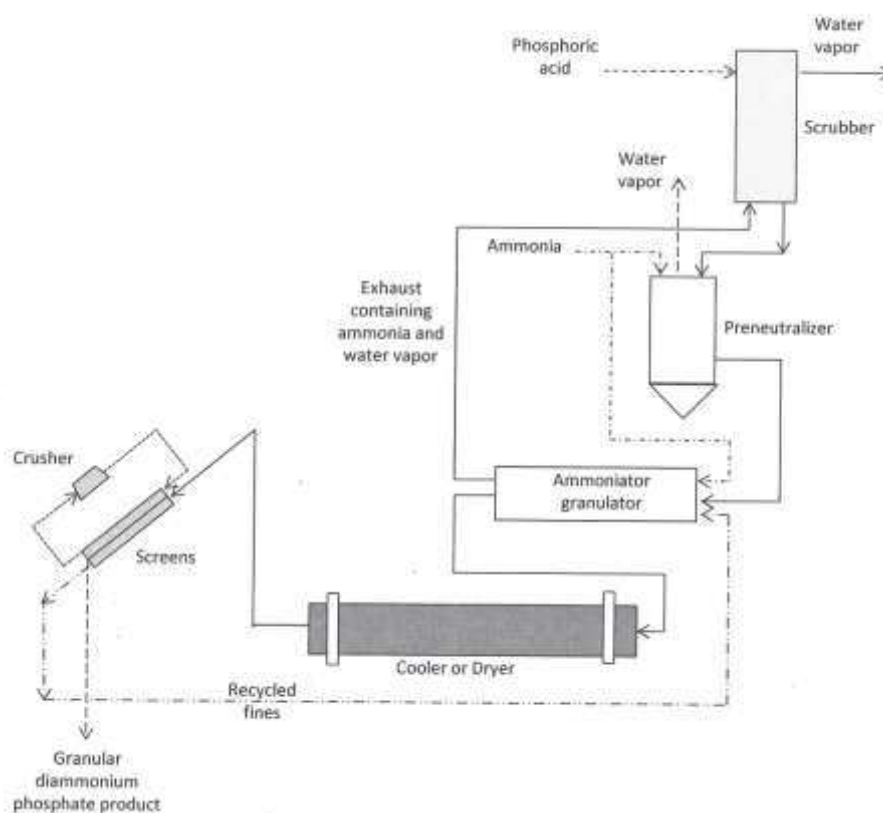 Water
vapor
Phosphoric
acid
Scrubber
Water
vapor
Ammonia
Exhaust
containing
ammonia and
water vapor
Preneutralizer
Crusher
Ammoniator
granulator
Screens
Cooler or Dryer
Recycled
fines
Granular
diammonium
phosphate product